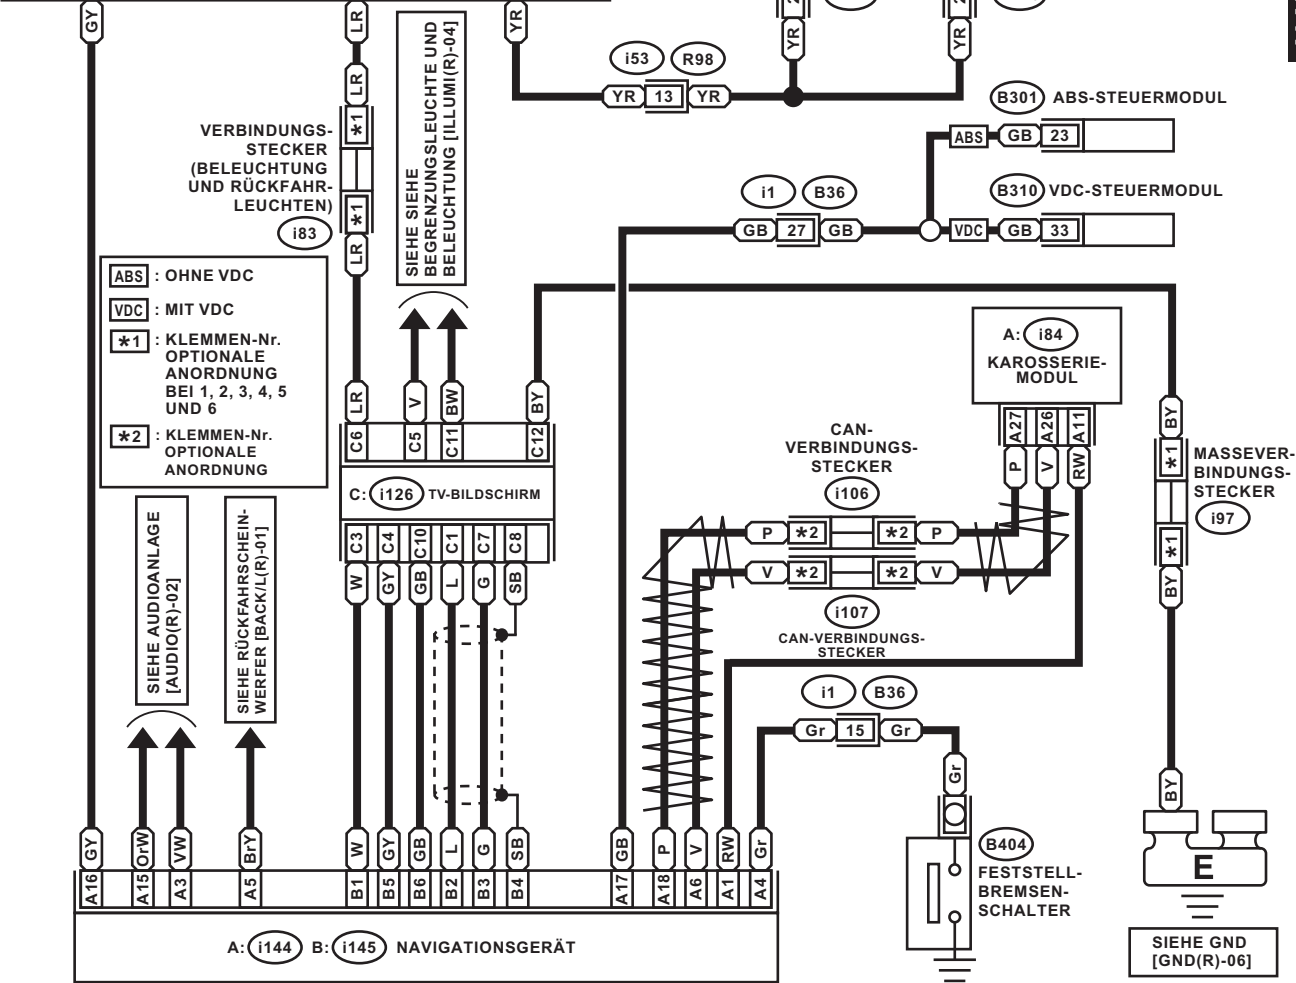 GY
LR
YR
YR
YR
LR
i53
R98
YR 13 YR
B301 ABS-STEUERMODUL
ABS GB 23
VERBINDUNGS-
STECKER
(BELEUCHTUNG
UND RÜCKFAHR-
LEUCHTEN)
i83
*1
*1
LR
SIEHE SIEHE
BEGRENZUNGSLEUCHTE UND
BELEUCHTUNG [ILLUMI(R)-04]
i1
B36
GB 27 GB
B310 VDC-STEUERMODUL
VDC GB 33
ABS : OHNE VDC
VDC : MIT VDC
*1 : KLEMMEN-Nr.
OPTIONALE
ANORDNUNG
BEI 1, 2, 3, 4, 5
UND 6
*2 : KLEMMEN-Nr.
OPTIONALE
ANORDNUNG
A: i84
KAROSSERIE-
MODUL
A27 A26 A11
P V RW
LR V BW BY
C6 C5 C11 C12
C: i126 TV-BILDSCHIRM
C3 C4 C10 C1 C7 C8
W GY GB L G SB
CAN-
VERBINDUNGS-
STECKER
i106
P *2 *2 P
V *2 *2 V
i107
CAN-VERBINDUNGS-
STECKER
BY
*1
MASSEVER-
BINDUNGS-
STECKER
i97
*1
BY
SIEHE AUDIOANLAGE
[AUDIO(R)-02]
SIEHE RÜCKFAHRSCHEIN-
WERFER [BACK/L(R)-01]
i1
B36
Gr 15 Gr
Gr
BY
B404
FESTSTELL-
BREMSEN-
SCHALTER
E
SIEHE GND
[GND(R)-06]
GY OrW VW BrY W GY GB L G SB GB P V RW Gr
A16 A15 A3 A5 B1 B5 B6 B2 B3 B4 A17 A18 A6 A1 A4
A: i144 B: i145 NAVIGATIONSGERÄT